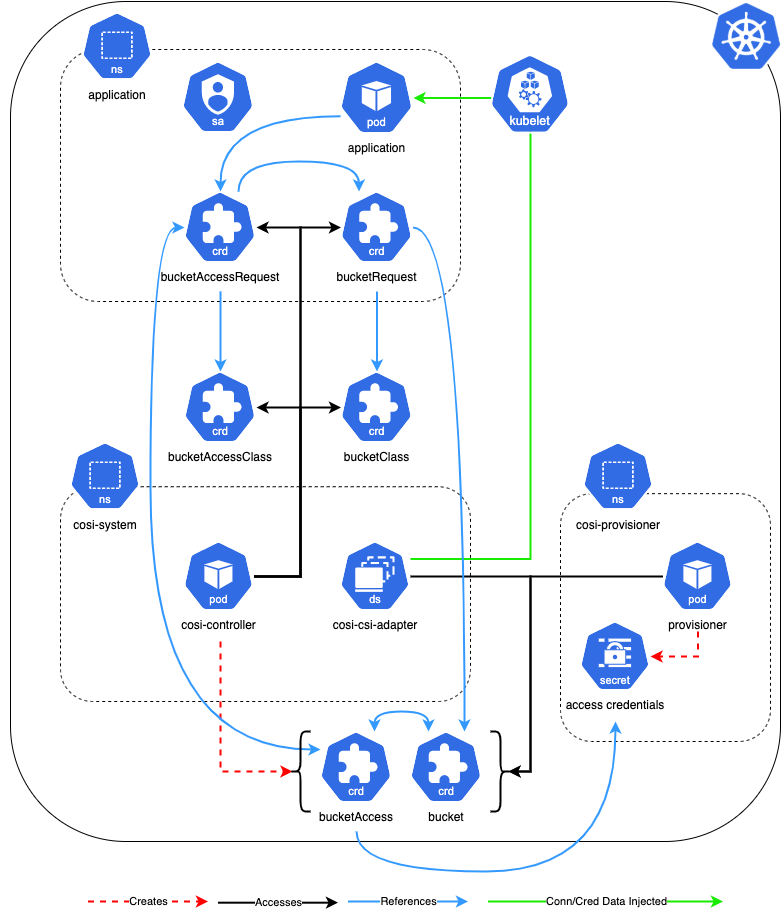 ns
application
sa
pod
application
kubelet
crd
bucketAccessRequest
crd
bucketRequest
crd
bucketAccessClass
crd
bucketClass
ns
cosi-system
ns
cosi-provisioner
pod
cosi-controller
ds
cosi-csi-adapter
pod
provisioner
secret
access credentials
crd
bucketAccess
crd
bucket
Creates
Accesses
References
Conn/Cred Data Injected